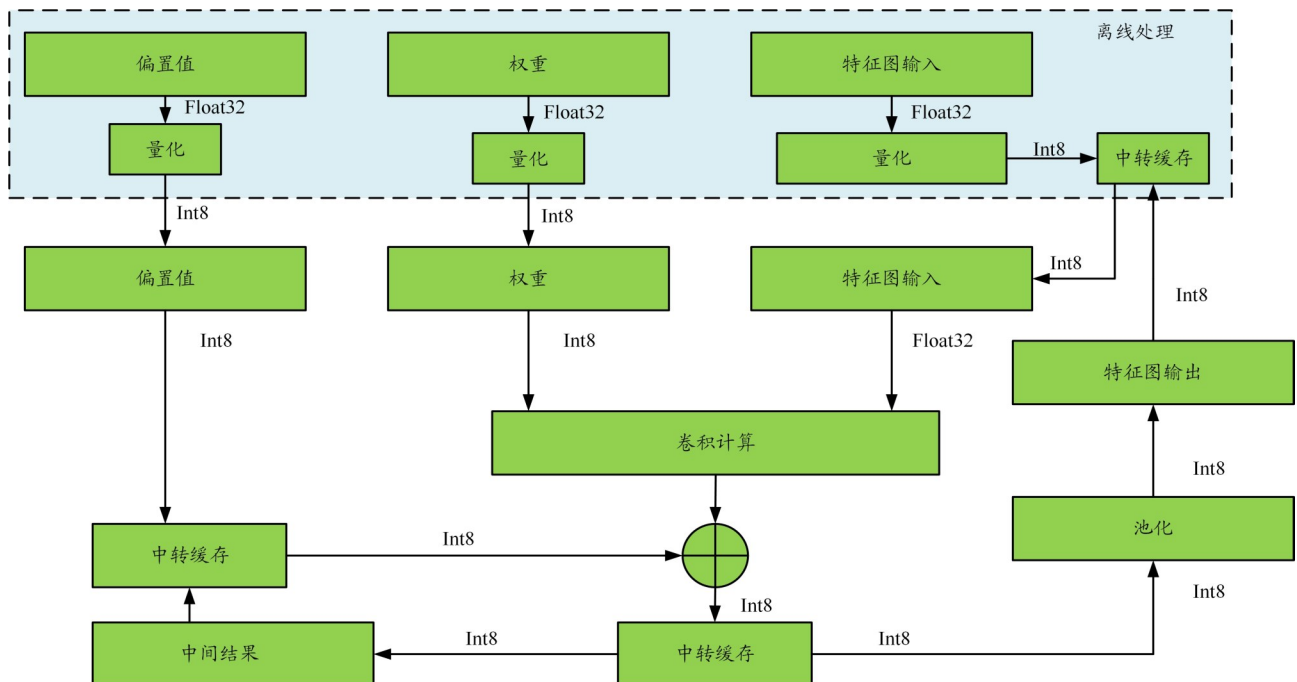 离线处理
偏置值
权重
特征图输入
Float32
Float32
Float32
量化
量化
量化
Int8
中转缓存
Int8
Int8
Int8
偏置值
权重
特征图输入
Int8
Int8
Int8
Float32
特征图输出
卷积计算
Int8
中转缓存
Int8
池化
Int8
Int8
中间结果
Int8
中转缓存
Int8